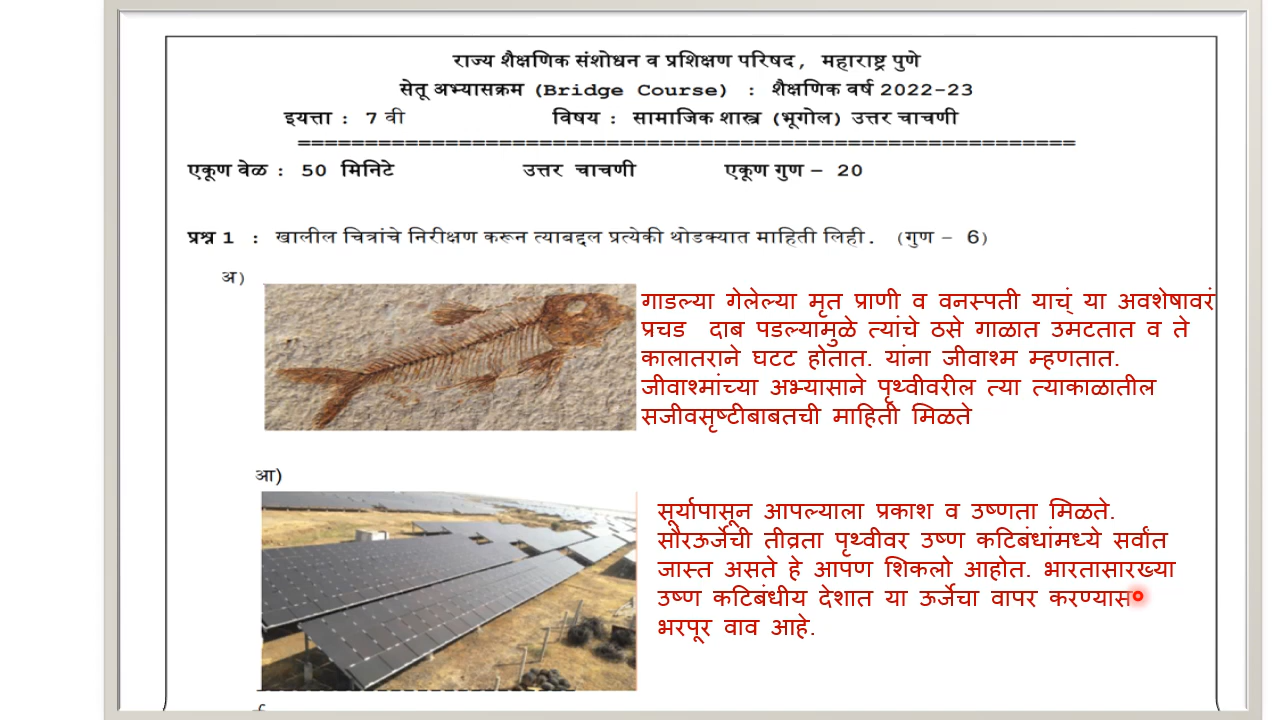 राज्य शैक्षणिक संशोधन व प्रशिक्षण परिषद, महाराष्ट्र पुणे
सेतू अभ्यासक्रम (Bridge Course) : शैक्षणिक वर्ष 2022-23
इयत्ता : 7 वी विषय : सामाजिक शास्त्र (भूगोल) उत्तर चाचणी
==========================================================
एकूण वेळ : 50 मिनिटे उत्तर चाचणी एकूण गुण – 20
प्रश्न 1 : खालील चित्रांचे निरीक्षण करून त्याबद्दल प्रत्येकी थोडक्यात माहिती लिही. (गुण – 6)
अ)
गाडल्या गेलेल्या मृत प्राणी व वनस्पती याच्ं या अवशेषावरं
प्रचड दाब पडल्यामुळे त्यांचे ठसे गाळात उमटतात व ते
कालातराने घटट होतात. यांना जीवाश्म म्हणतात.
जीवाश्मांच्या अभ्यासाने पृथ्वीवरील त्या त्याकाळातील
सजीवसृष्टीबाबतची माहिती मिळते
आ)
सूर्यापासून आपल्याला प्रकाश व उष्णता मिळते.
सौरऊर्जेची तीव्रता पृथ्वीवर उष्ण कटिबंधांमध्ये सर्वांत
जास्त असते हे आपण शिकलो आहोत. भारतासारख्या
उष्ण कटिबंधीय देशात या ऊर्जेचा वापर करण्यास
भरपूर वाव आहे.